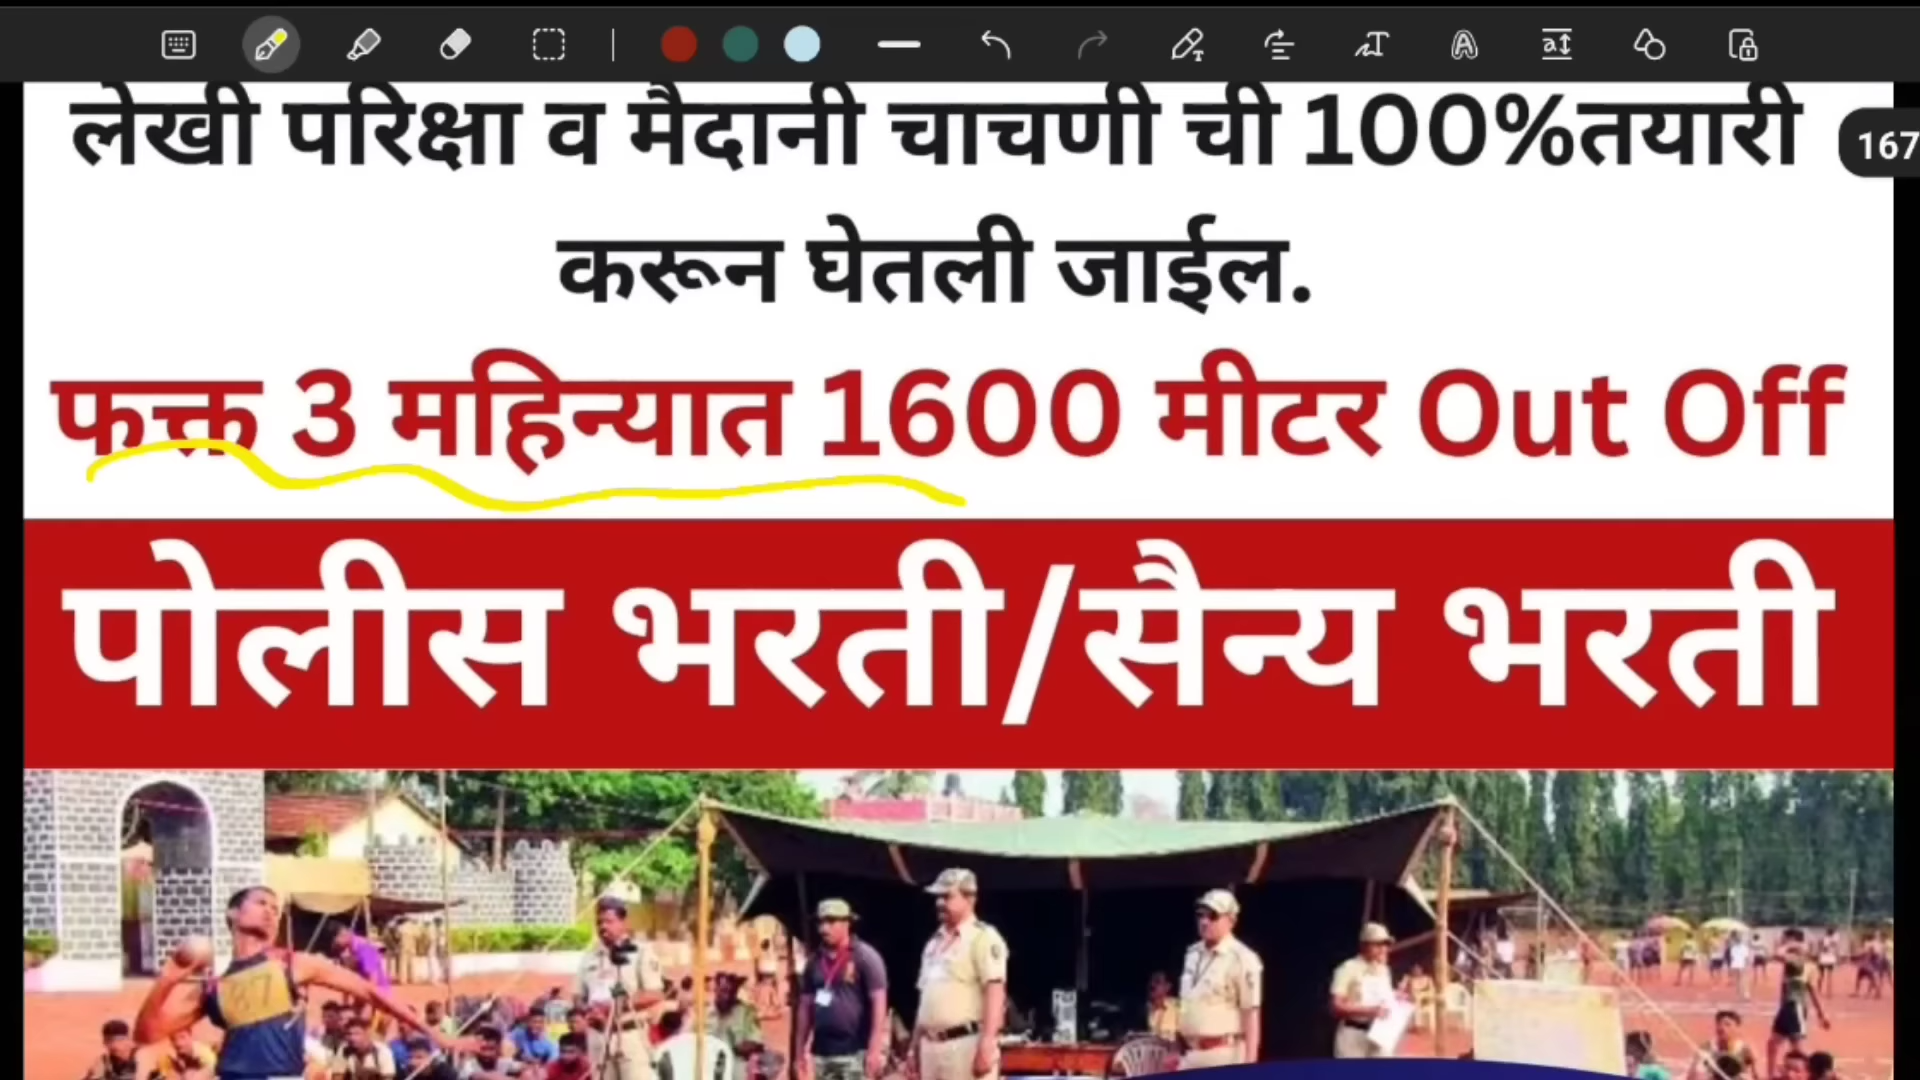 167
लेखी परिक्षा व मैदानी चाचणी ची 100%तयारी
करून घेतली जाईल.
फक्त 3 महिन्यात 1600 मीटर Out Off
पोलीस भरती/सैन्य भरती